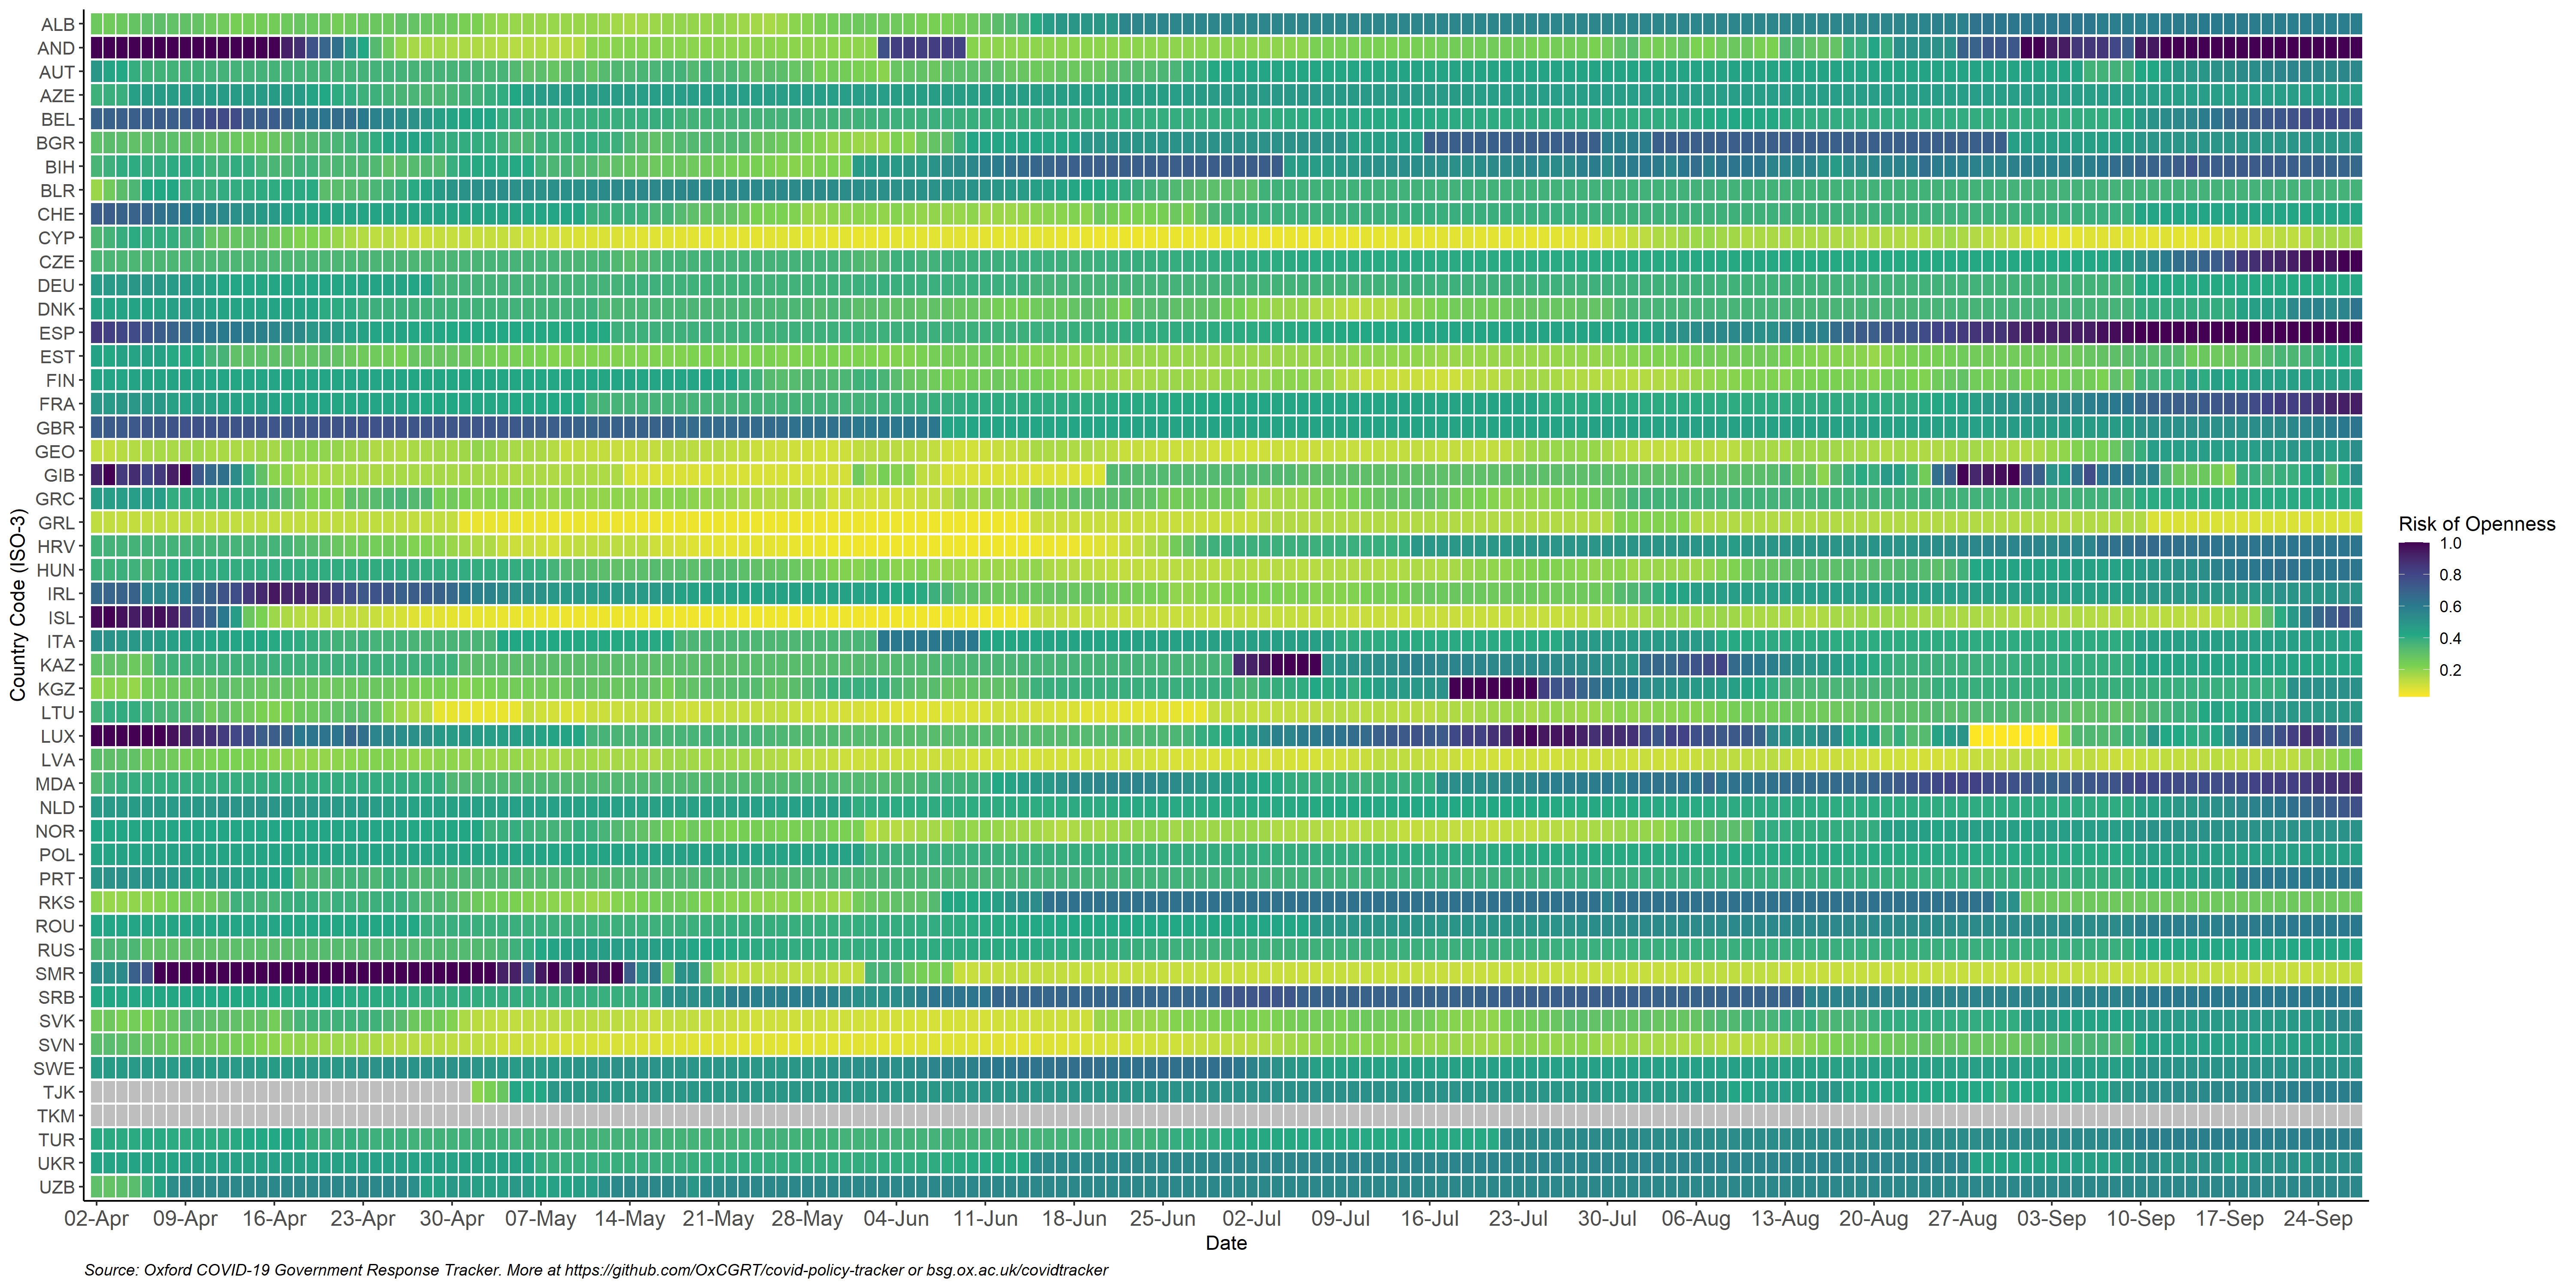 ALB
AND
AUT
AZE
BEL
BGR
BIH
BLR
CHE
CYP
CZE
DEU
DNK
ESP
EST
FIN
FRA
GBR
GEO
GIB
GRC
GRL
HRV
HUN
IRL
ISL
ITA
KAZ
KGZ
LTU
LUX
LVA
MDA
NLD
NOR
POL
PRT
RKS
ROU
RUS
SMR
SRB
SVK
SVN
SWE
TJK
TKM
TUR
UKR
UZB
Country Code (ISO-3)
02-Apr 09-Apr 16-Apr 23-Apr 30-Apr 07-May 14-May 21-May 28-May 04-Jun 11-Jun 18-Jun 25-Jun 02-Jul 09-Jul 16-Jul 23-Jul 30-Jul 06-Aug 13-Aug 20-Aug 27-Aug 03-Sep 10-Sep 17-Sep 24-Sep
Date
Risk of Openness
1.0
0.8
0.6
0.4
0.2
Source: Oxford COVID-19 Government Response Tracker. More at https://github.com/OxCGRT/covid-policy-tracker or bsg.ox.ac.uk/covidtracker